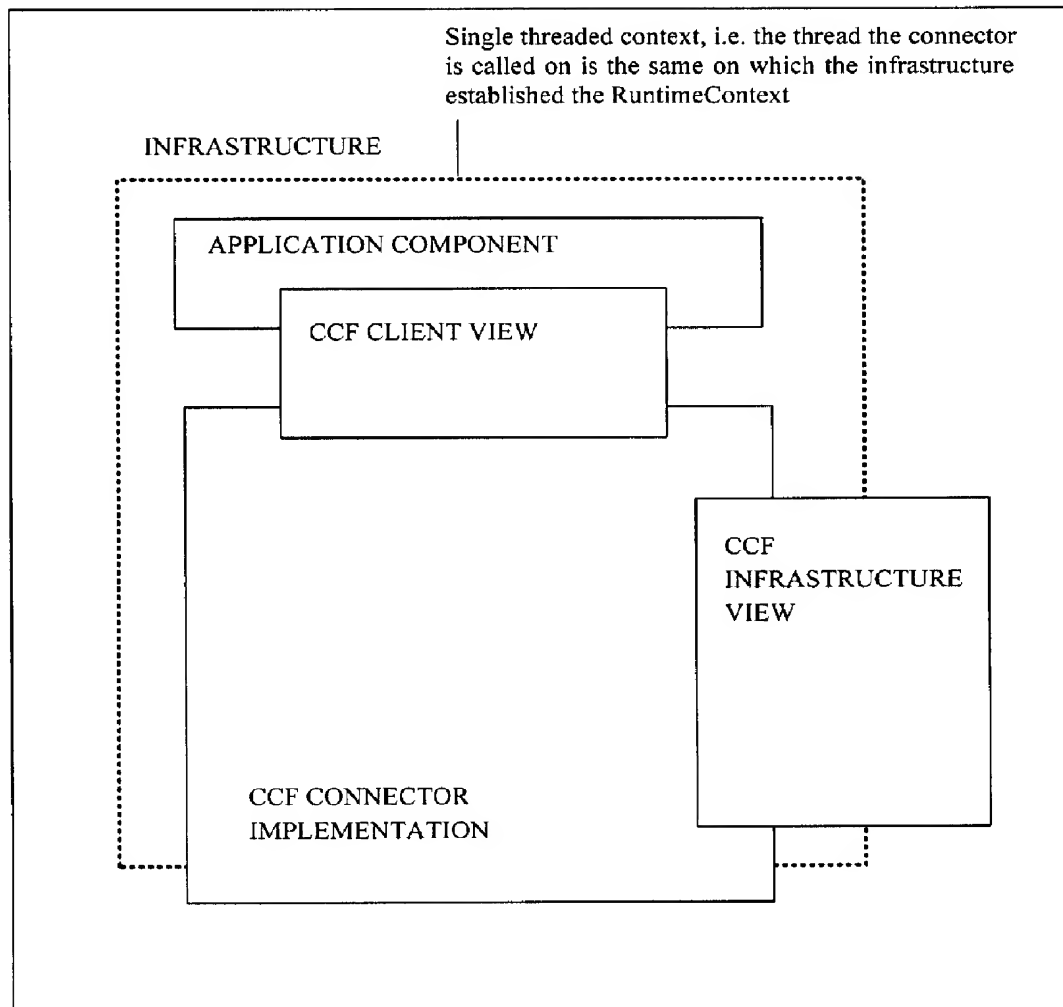 Single threaded context, i.e. the thread the connector
is called on is the same on which the infrastructure
established the RuntimeContext
INFRASTRUCTURE
APPLICATION COMPONENT
CCF CLIENT VIEW
CCF
INFRASTRUCTURE
VIEW
CCF CONNECTOR
IMPLEMENTATION